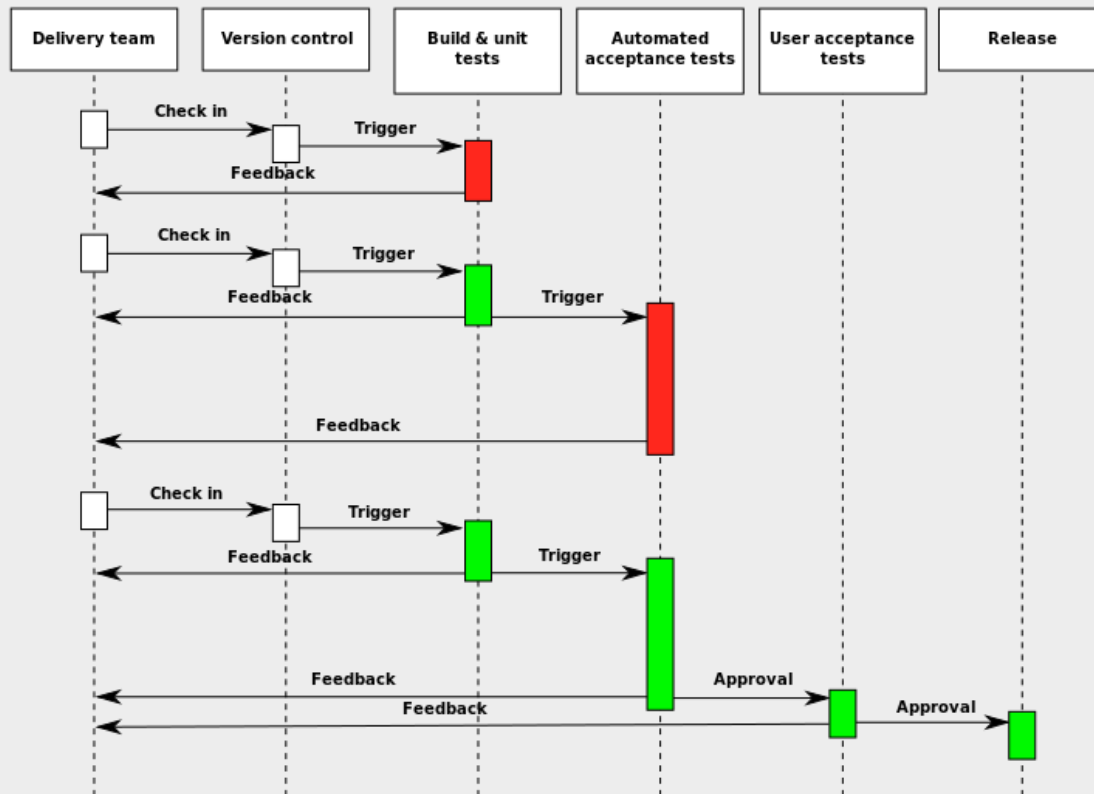 Delivery team
Version control
Build & unit
tests
Automated
acceptance tests
User acceptance
tests
Release
Check in
Trigger
Feedback
Check in
Trigger
Feedback
Trigger
Feedback
Check in
Trigger
Feedback
Trigger
Feedback
Approval
Feedback
Approval